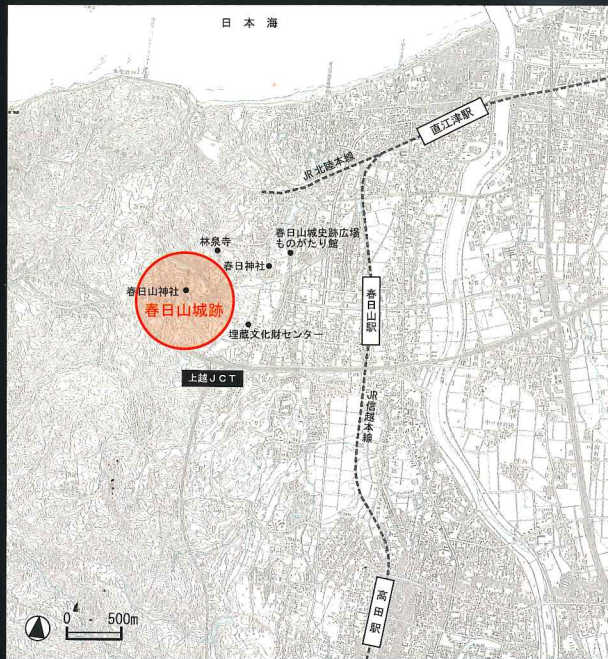 日本海
直江津駅
JR北陸本線
林泉寺
春日山城史跡広場
ものがたり館
春日神社
春日山神社
春日山城跡
春日山駅
埋蔵文化財センター
上越JCT
JR信越本線
高田駅
0 500m